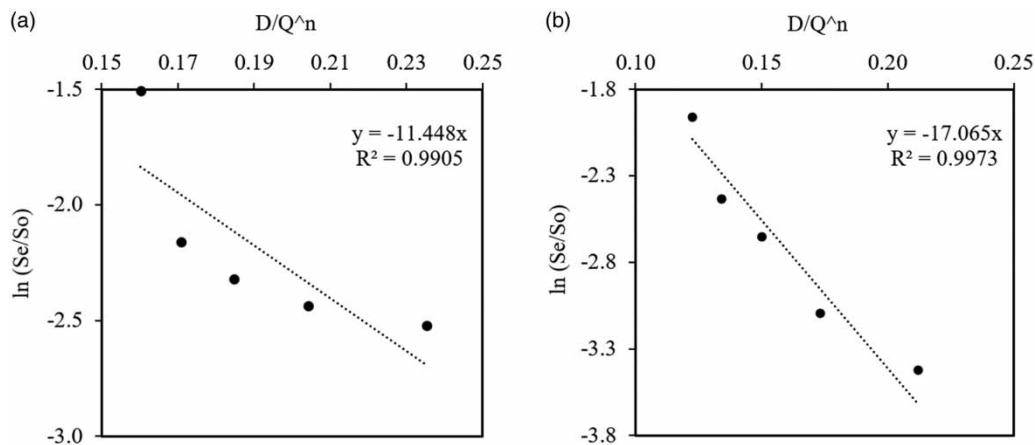 (a)
D/Q^n
0.15 0.17 0.19 0.21 0.23 0.25
-1.5
-2.0
-2.5
-3.0
ln (Se/So)
y = -11.448x
R² = 0.9905
(b)
D/Q^n
0.10 0.15 0.20 0.25
-1.8
-2.3
-2.8
-3.3
-3.8
ln (Se/So)
y = -17.065x
R² = 0.9973